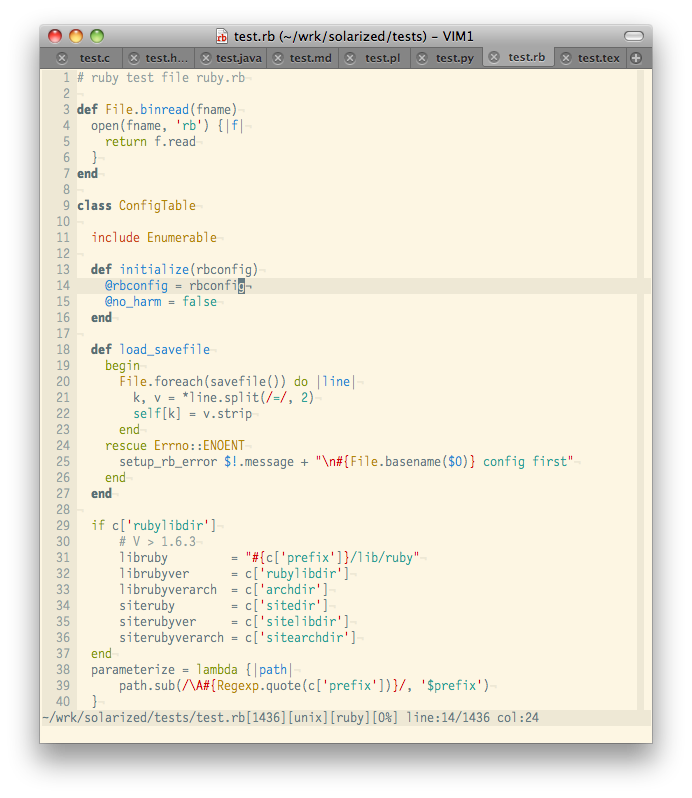 test.rb (~/wrk/solarized/tests) – VIM1
test.c test.h... test.java test.md test.pl test.py test.rb test.tex
1 # ruby test file ruby.rb¬
2 ¬
3 def File.binread(fname)¬
4   open(fname, 'rb') {|f|¬
5     return f.read¬
6   }¬
7 end¬
8 ¬
9 class ConfigTable¬
10 ¬
11   include Enumerable¬
12 ¬
13   def initialize(rbconfig)¬
14     @rbconfig = rbconfig¬
15     @no_harm = false¬
16   end¬
17 ¬
18   def load_savefile¬
19     begin¬
20       File.foreach(savefile()) do |line|¬
21         k, v = *line.split(/=/, 2)¬
22         self[k] = v.strip¬
23       end¬
24     rescue Errno::ENOENT¬
25       setup_rb_error $!.message + "\n#{File.basename($0)} config first"¬
26     end¬
27   end¬
28 ¬
29   if c['rubylibdir']¬
30       # V > 1.6.3¬
31       libruby         = "#{c['prefix']}/lib/ruby"¬
32       librubyver      = c['rubylibdir']¬
33       librubyverarch  = c['archdir']¬
34       siteruby        = c['sitedir']¬
35       siterubyver     = c['sitelibdir']¬
36       siterubyverarch = c['sitearchdir']¬
37   end¬
38   parameterize = lambda {|path|¬
39       path.sub(/\A#{Regexp.quote(c['prefix'])}/, '$prefix')¬
40   }¬
~/wrk/solarized/tests/test.rb[1436][unix][ruby][0%] line:14/1436 col:24